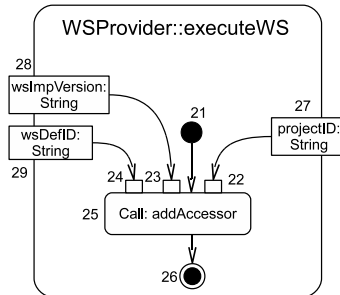 WSProvider::executeWS
28
wsImpVersion:
String
21
27
wsDefID:
String
projectID:
String
29
24
23
22
25
Call: addAccessor
26